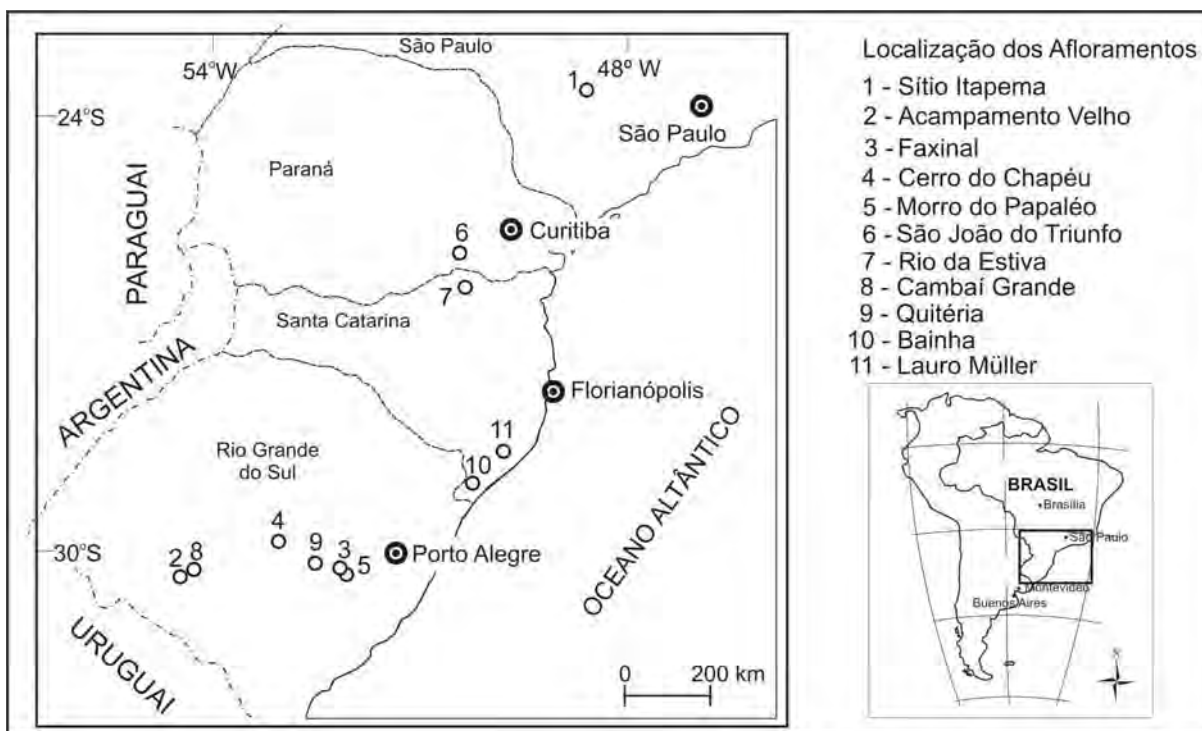 São Paulo
54°W
48° W
1
24°S
São Paulo
PARAGUAI
Paraná
6
Curitiba
7
Santa Catarina
ARGENTINA
Florianópolis
Rio Grande
do Sul
11
10
OCEANO ALTÂNTICO
4
30°S
2
8
9
3
5
Porto Alegre
URUGUAI
0
200 km
Localização dos Afloramentos
1 - Sítio Itapema
2 - Acampamento Velho
3 - Faxinal
4 - Cerro do Chapéu
5 - Morro do Papaléo
6 - São João do Triunfo
7 - Rio da Estiva
8 - Cambaí Grande
9 - Quitéria
10 - Bainha
11 - Lauro Müller
BRASIL
Brasília
São Paulo
Montevideo
Buenos Aires